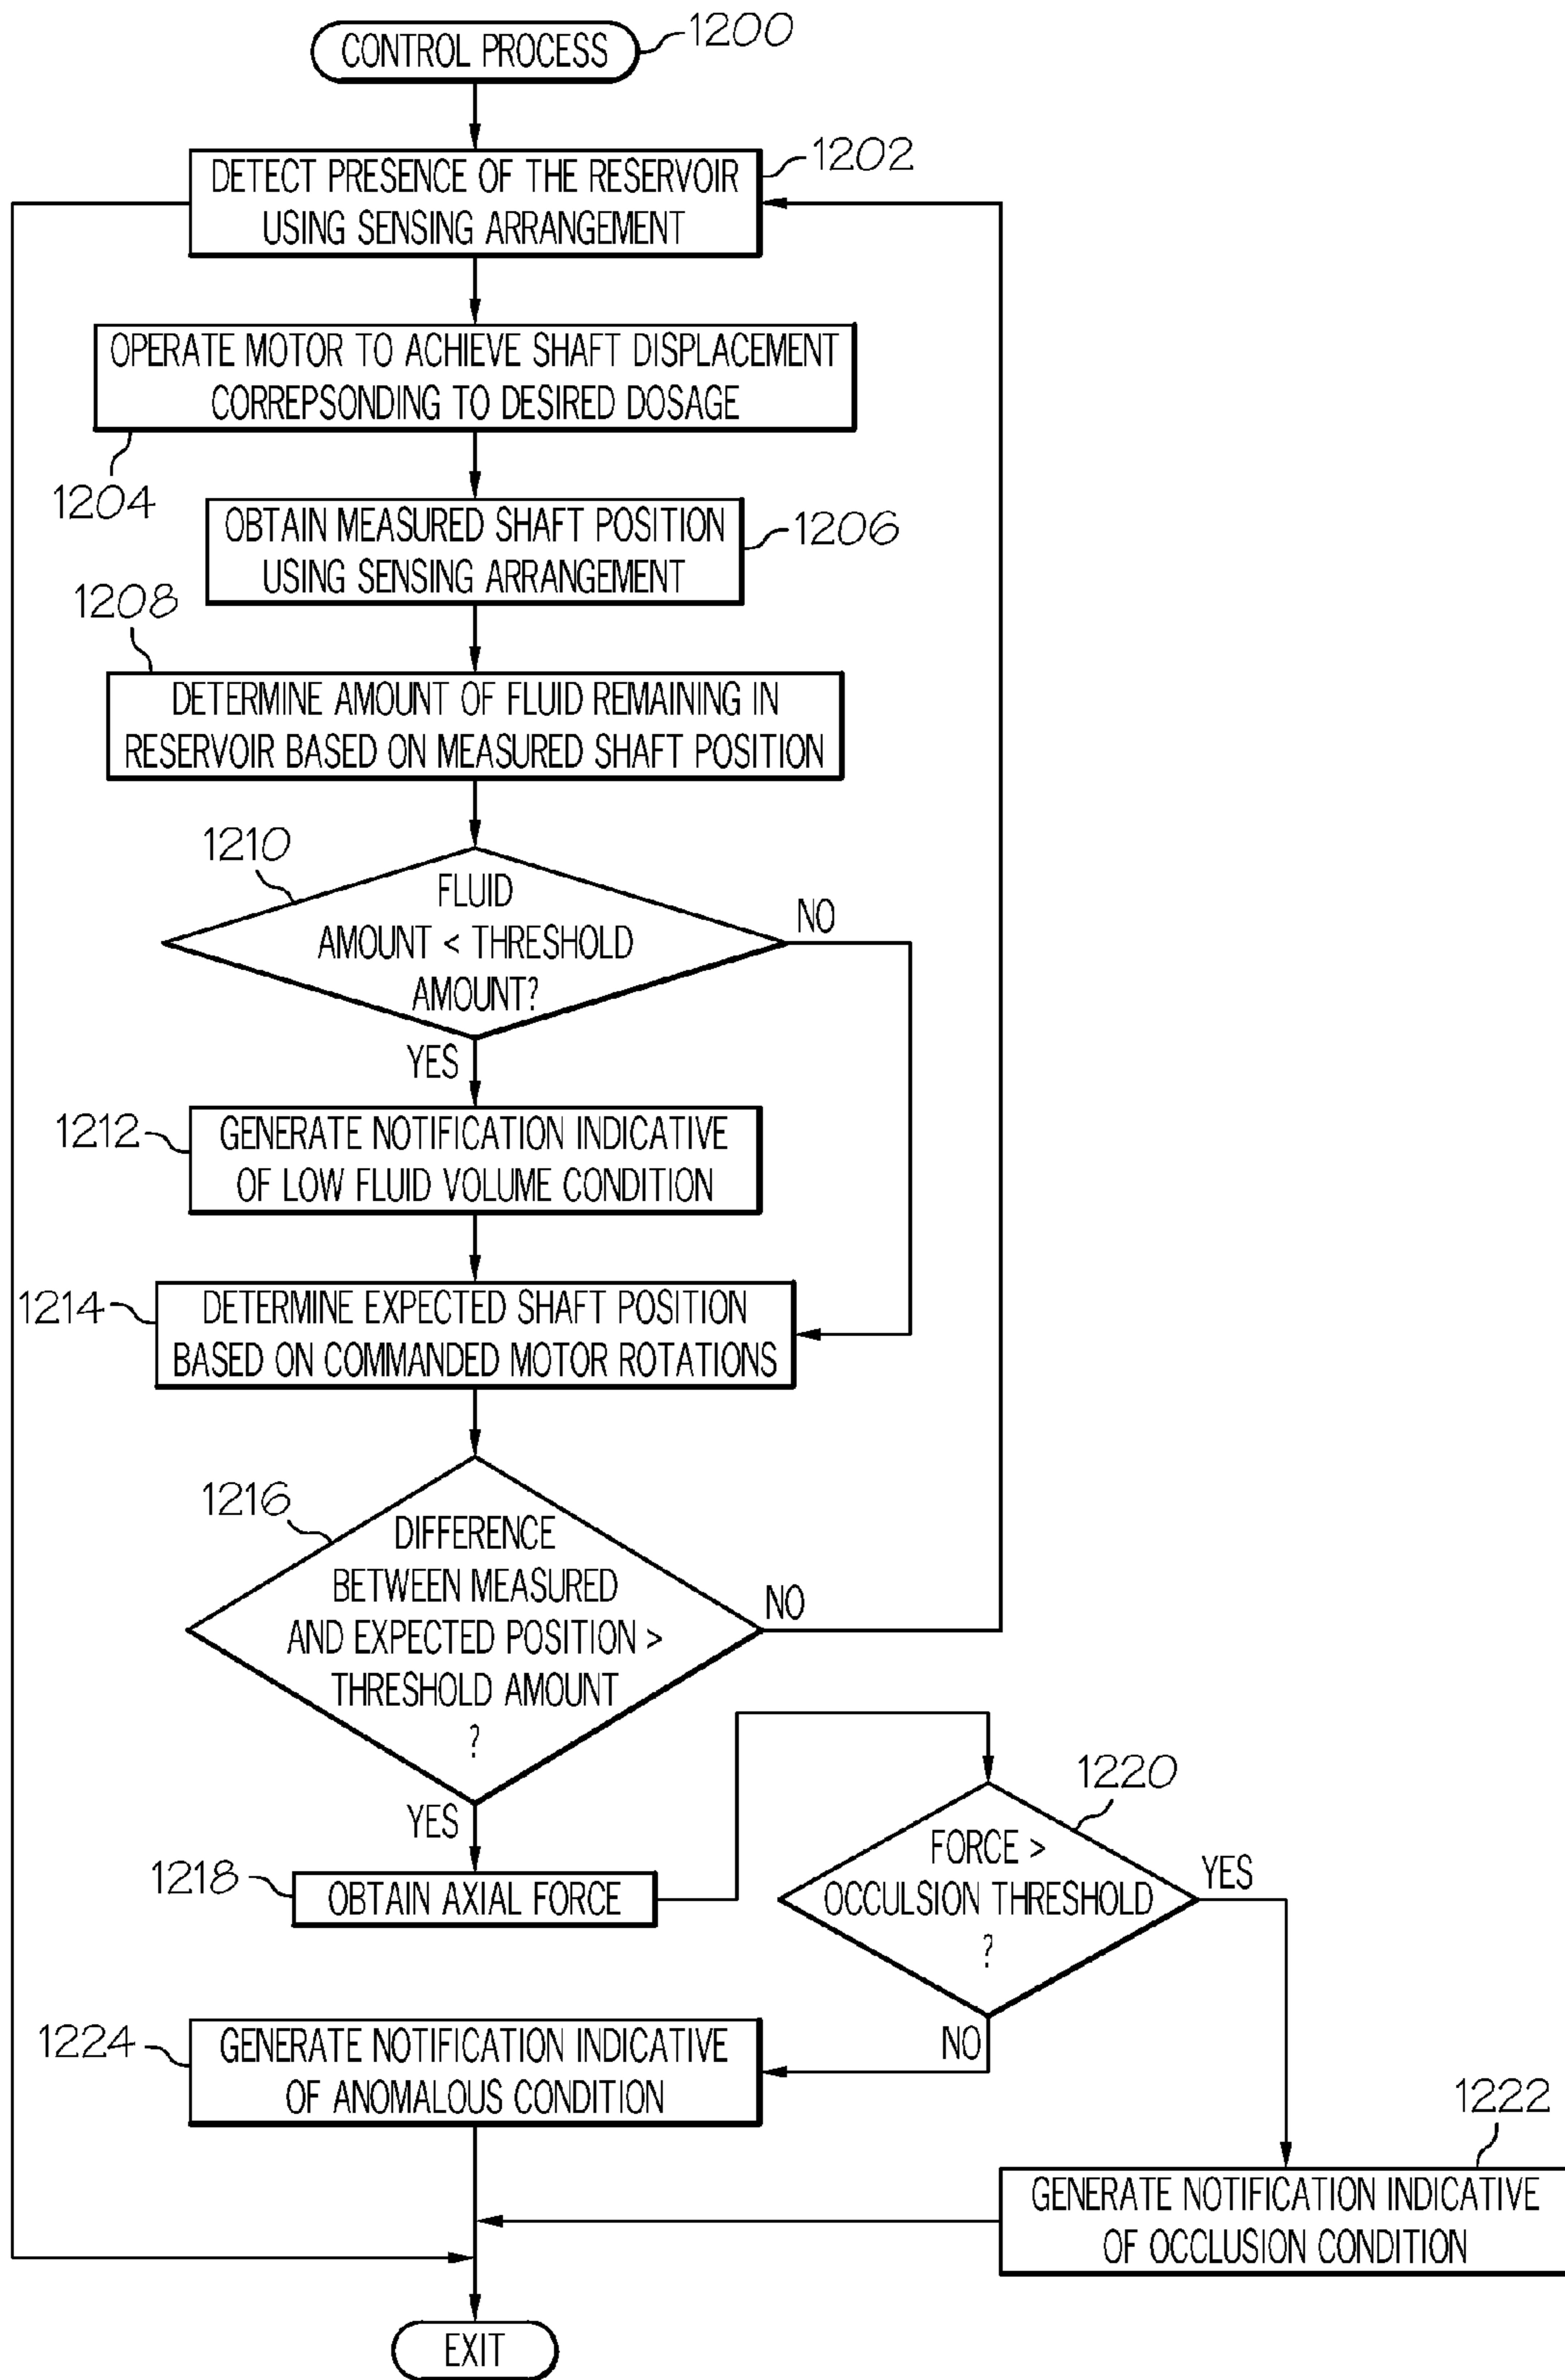 CONTROL PROCESS
1200
DETECT PRESENCE OF THE RESERVOIR
USING SENSING ARRANGEMENT
1202
OPERATE MOTOR TO ACHIEVE SHAFT DISPLACEMENT
CORREPSONDING TO DESIRED DOSAGE
1204
OBTAIN MEASURED SHAFT POSITION
USING SENSING ARRANGEMENT
1206
1208
DETERMINE AMOUNT OF FLUID REMAINING IN
RESERVOIR BASED ON MEASURED SHAFT POSITION
1210
FLUID
AMOUNT < THRESHOLD
AMOUNT?
NO
YES
1212
GENERATE NOTIFICATION INDICATIVE
OF LOW FLUID VOLUME CONDITION
1214
DETERMINE EXPECTED SHAFT POSITION
BASED ON COMMANDED MOTOR ROTATIONS
1216
DIFFERENCE
BETWEEN MEASURED
AND EXPECTED POSITION >
THRESHOLD AMOUNT
?
NO
YES
1218
OBTAIN AXIAL FORCE
1220
FORCE >
OCCULSION THRESHOLD
?
YES
NO
1224
GENERATE NOTIFICATION INDICATIVE
OF ANOMALOUS CONDITION
1222
GENERATE NOTIFICATION INDICATIVE
OF OCCLUSION CONDITION
EXIT